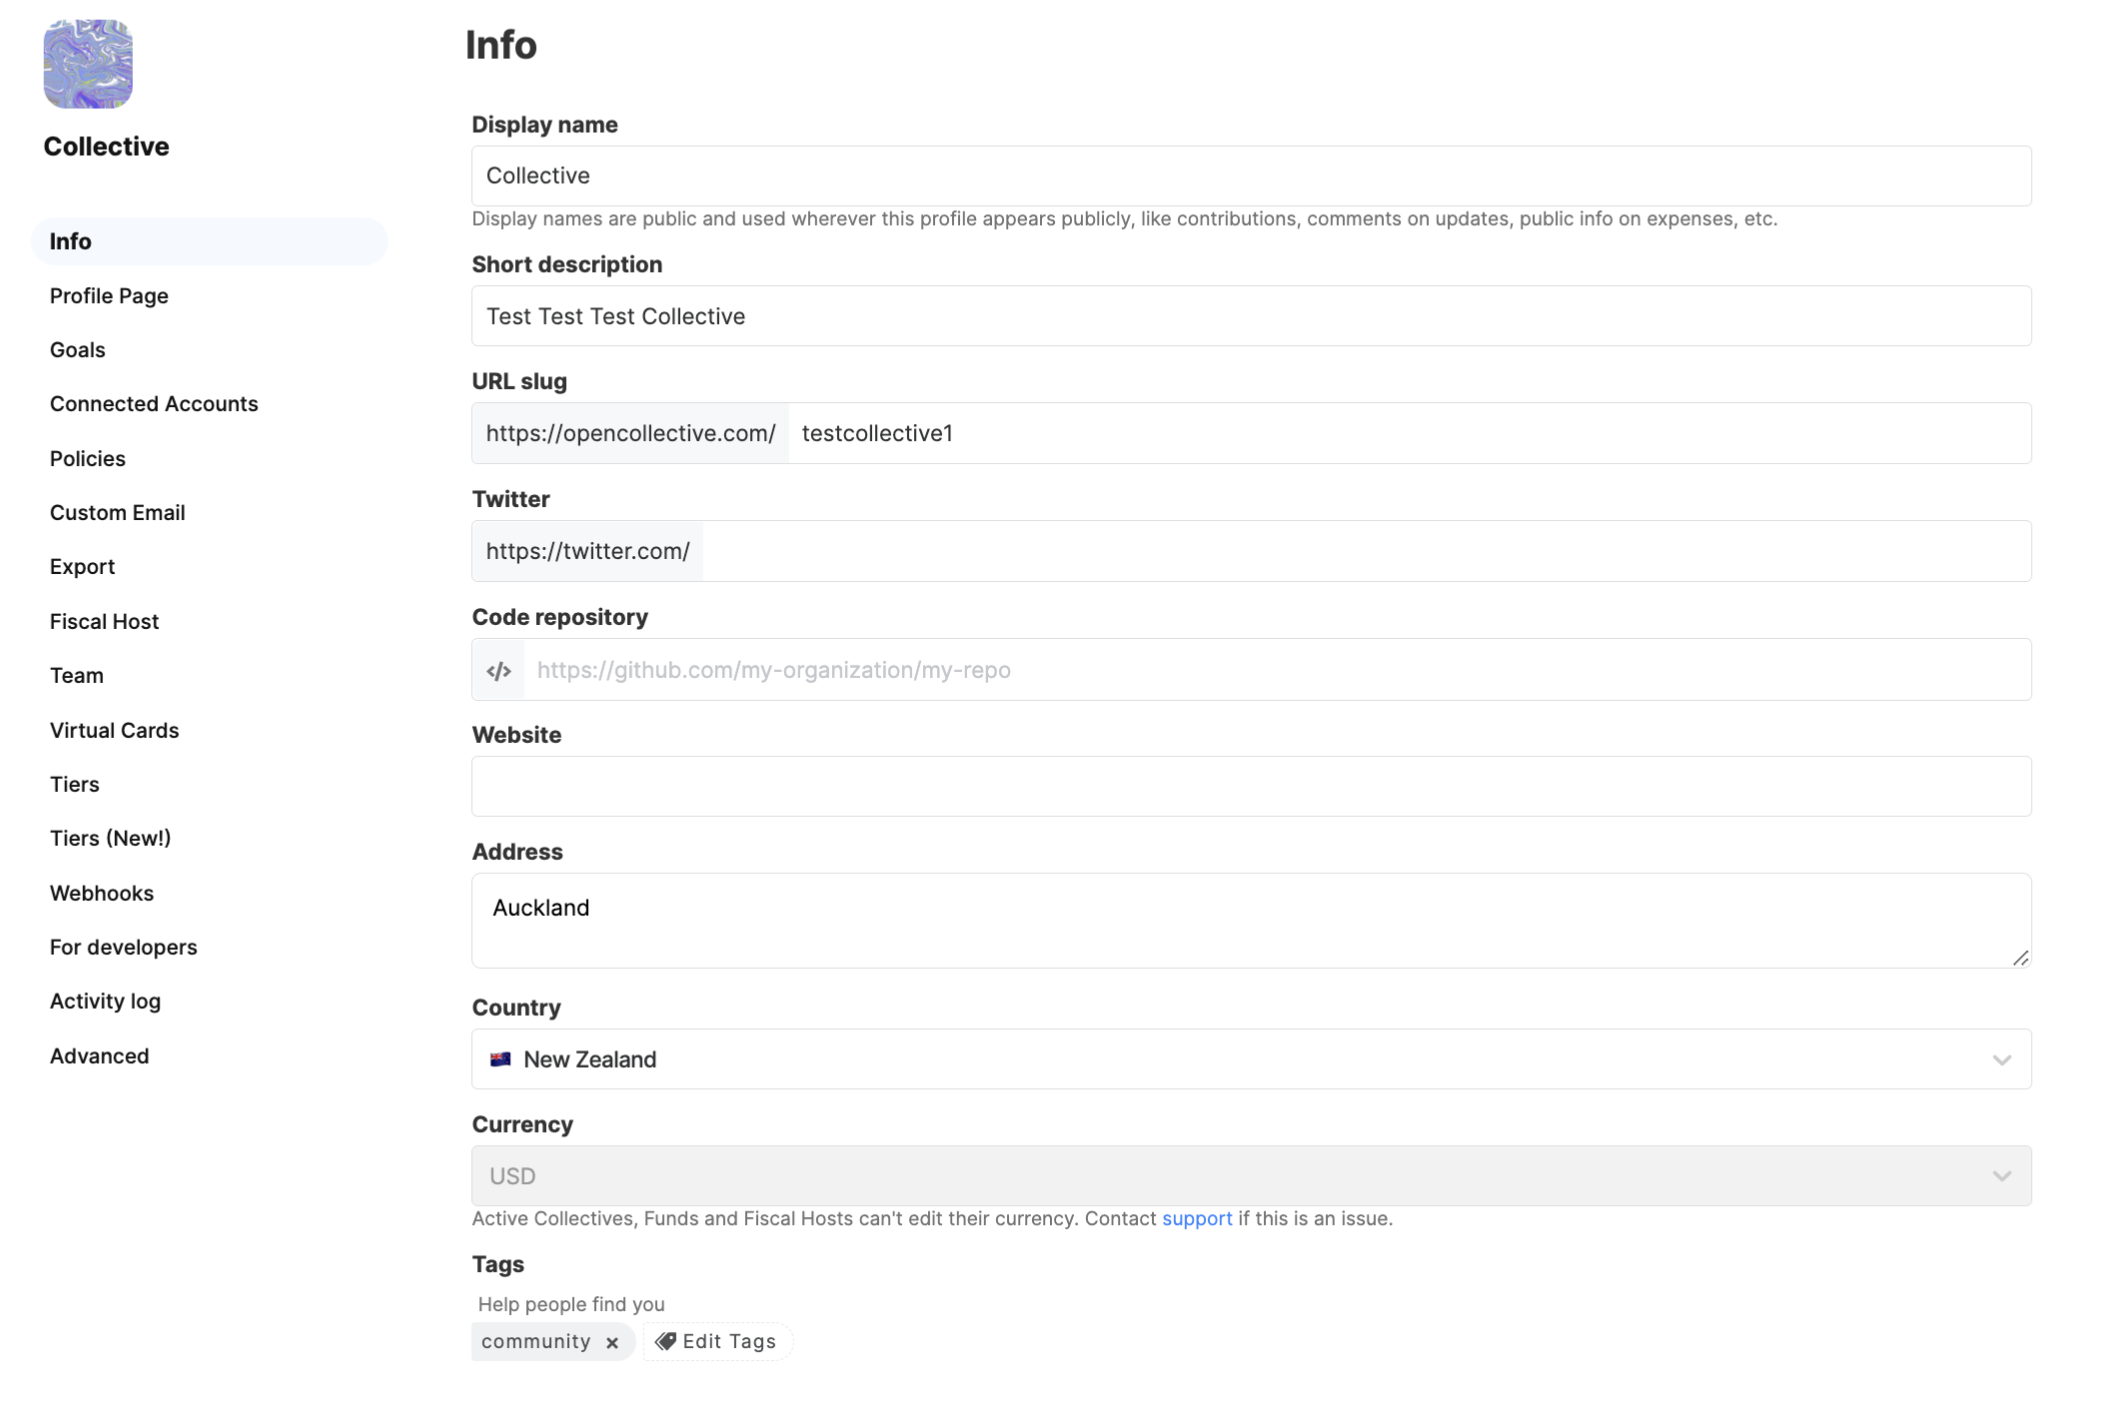 Collective
Info
Profile Page
Goals
Connected Accounts
Policies
Custom Email
Export
Fiscal Host
Team
Virtual Cards
Tiers
Tiers (New!)
Webhooks
For developers
Activity log
Advanced
Info
Display name
Collective
Display names are public and used wherever this profile appears publicly, like contributions, comments on updates, public info on expenses, etc.
Short description
Test Test Test Collective
URL slug
https://opencollective.com/ testcollective1
Twitter
https://twitter.com/
Code repository
</> https://github.com/my-organization/my-repo
Website
Address
Auckland
Country
New Zealand
Currency
USD
Active Collectives, Funds and Fiscal Hosts can't edit their currency. Contact support if this is an issue.
Tags
Help people find you
community × Edit Tags